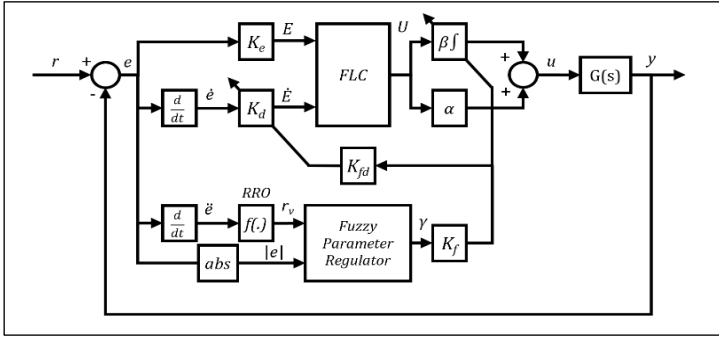 E
U
K_e
β∫
r
+
e
FLC
+
u
y
G(s)
-
d/dt
ė
K_d
Ė
α
+
K_fd
RRO
d/dt
ë
f(.)
r_v
Fuzzy
Parameter
Regulator
γ
K_f
abs
|e|